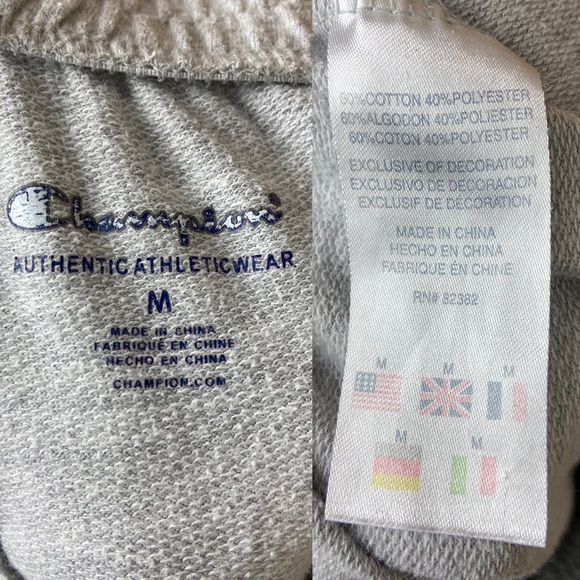 Champion
AUTHENTIC ATHLETICWEAR
M
MADE IN CHINA
FABRIQUÉ EN CHINE
HECHO EN CHINA
CHAMPION.COM
60%COTTON 40%POLYESTER
60%ALGODON 40%POLIESTER
60%COTON 40%POLYESTER
EXCLUSIVE OF DECORATION
EXCLUSIVO DE DECORACION
EXCLUSIF DE DÉCORATION
MADE IN CHINA
HECHO EN CHINA
FABRIQUE EN CHINE
RN# 82382
M M M
M M